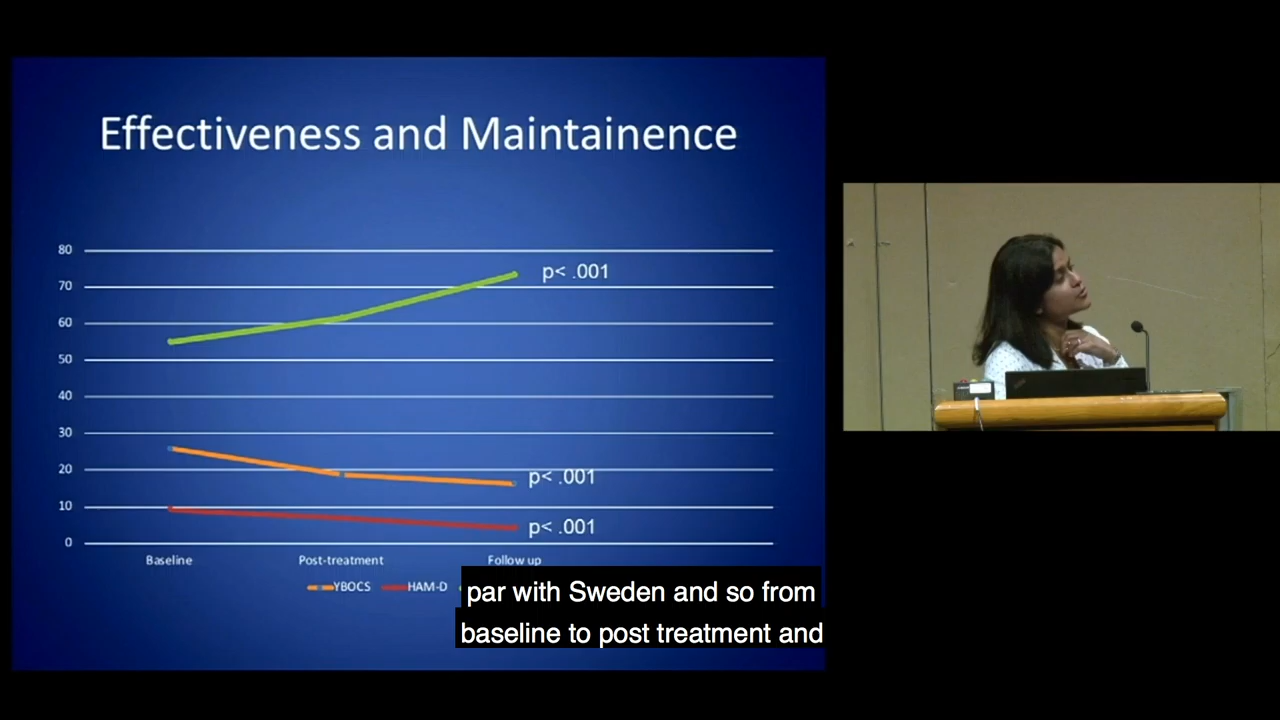 Effectiveness and Maintainence
80
70
60
50
40
30
20
10
0
p< .001
p< .001
p< .001
Baseline Post-treatment Follow up
YBOCS HAM-D
par with Sweden and so from
baseline to post treatment and